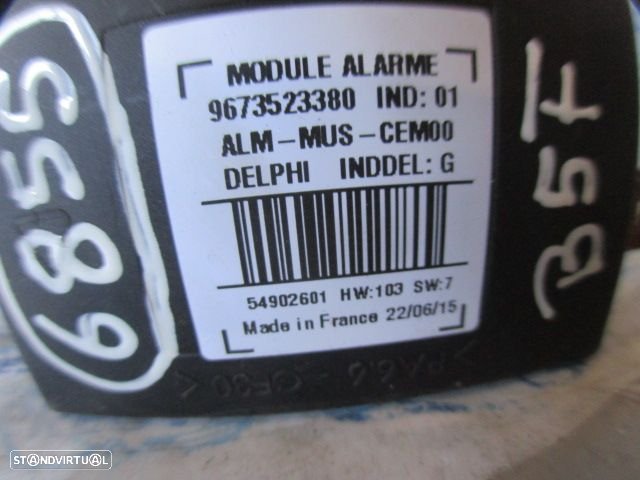 MODULE ALARME
9673523380 IND: 01
ALM-MUS-CEM00
DELPHI INDDEL: G
54902601 HW:103 SW:7
Made in France 22/06/15
6855
B57
STANDVIRTUAL